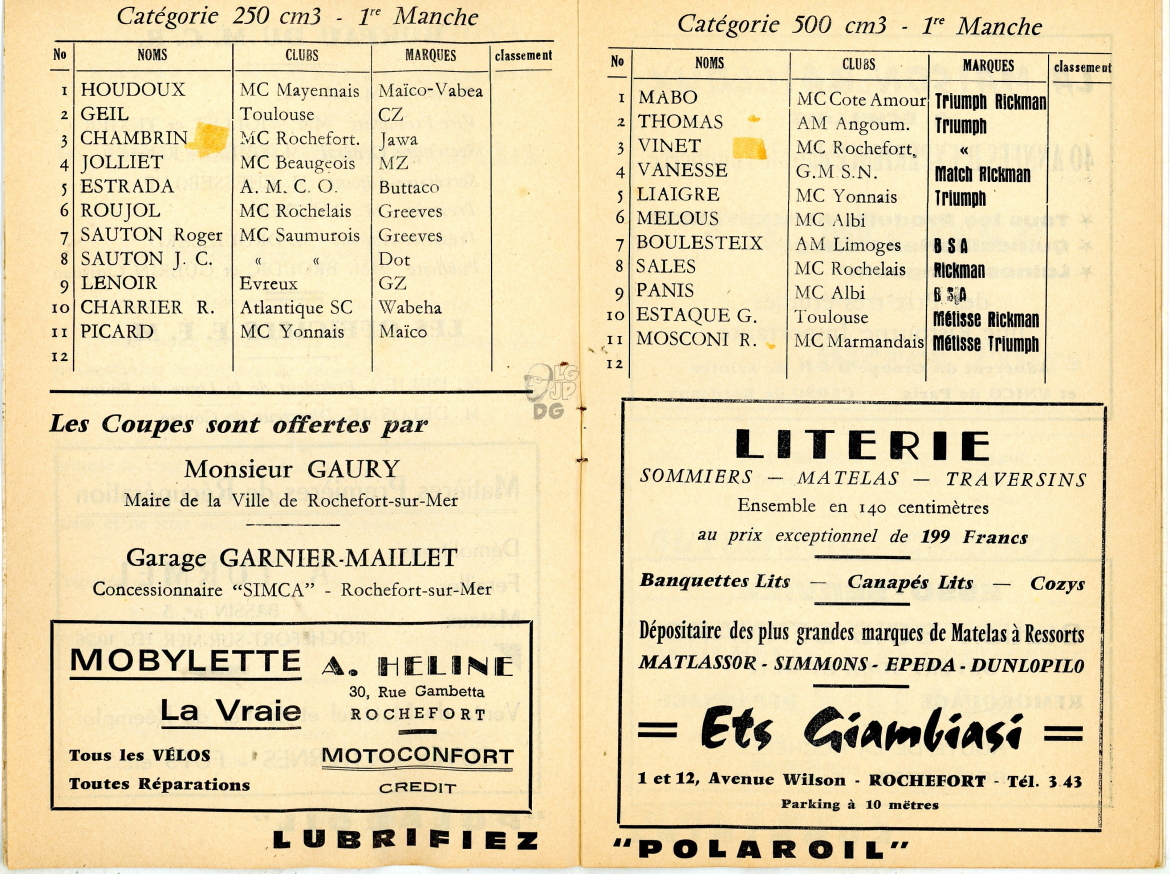 Catégorie 250 cm3 - 1re Manche
No NOMS CLUBS MARQUES classement
1 HOUDOUX MC Mayennais Maïco-Vabea
2 GEIL Toulouse CZ
3 CHAMBRIN MC Rochefort. Jawa
4 JOLLIET MC Beaugeois MZ
5 ESTRADA A. M. C. O. Buttaco
6 ROUJOL MC Rochelais Greeves
7 SAUTON Roger MC Saumurois Greeves
8 SAUTON J. C. « « Dot
9 LENOIR Evreux GZ
10 CHARRIER R. Atlantique SC Wabeha
11 PICARD MC Yonnais Maïco
12
Les Coupes sont offertes par
Monsieur GAURY
Maire de la Ville de Rochefort-sur-Mer
Garage GARNIER-MAILLET
Concessionnaire “SIMCA” - Rochefort-sur-Mer
MOBYLETTE
La Vraie
Tous les VÉLOS
Toutes Réparations
A. HELINE
30, Rue Gambetta
ROCHEFORT
MOTOCONFORT
CREDIT
LUBRIFIEZ
Catégorie 500 cm3 - 1re Manche
No NOMS CLUBS MARQUES classement
1 MABO MC Cote Amour Triumph Rickman
2 THOMAS AM Angoum. Triumph
3 VINET MC Rochefort, «
4 VANESSE G.M.S.N. Match Rickman
5 LIAIGRE MC Yonnais Triumph
6 MELOUS MC Albi
7 BOULESTEIX AM Limoges B S A
8 SALES MC Rochelais Rickman
9 PANIS MC Albi B S A
10 ESTAQUE G. Toulouse Métisse Rickman
11 MOSCONI R. MC Marmandais Métisse Triumph
12
LITERIE
SOMMIERS — MATELAS — TRAVERSINS
Ensemble en 140 centimètres
au prix exceptionnel de 199 Francs
Banquettes Lits — Canapés Lits — Cozys
Dépositaire des plus grandes marques de Matelas à Ressorts
MATLASSOR - SIMMONS - EPEDA - DUNLOPILO
= Ets Giambiasi =
1 et 12, Avenue Wilson - ROCHEFORT - Tél. 3-43
Parking à 10 mètres
“POLAROIL”
LG
JP
DG